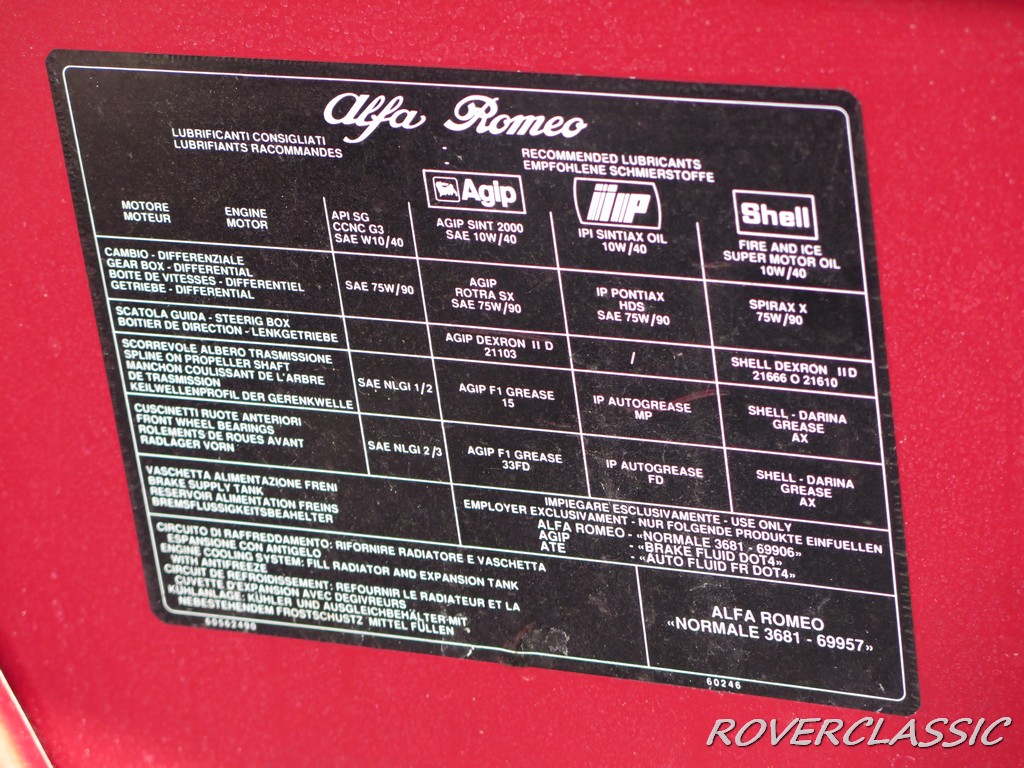 Alfa Romeo
LUBRIFICANTI CONSIGLIATI
LUBRIFIANTS RACOMMANDES
RECOMMENDED LUBRICANTS
EMPFOHLENE SCHMIERSTOFFE
MOTORE
MOTEUR
ENGINE
MOTOR
API SG
CCNC G3
SAE W10/40
Agip
AGIP SINT 2000
SAE 10W/40
IP
IPI SINTIAX OIL
10W/40
Shell
FIRE AND ICE
SUPER MOTOR OIL
10W/40
CAMBIO - DIFFERENZIALE
GEAR BOX - DIFFERENTIAL
BOITE DE VITESSES - DIFFERENTIEL
GETRIEBE - DIFFERENTIAL
SAE 75W/90
AGIP
ROTRA SX
SAE 75W/90
IP PONTIAX
HDS
SAE 75W/90
SPIRAX X
75W/90
SCATOLA GUIDA - STEERIG BOX
BOITIER DE DIRECTION - LENKGETRIEBE
AGIP DEXRON II D
21103
/
SHELL DEXRON II D
21666 O 21610
SCORREVOLE ALBERO TRASMISSIONE
SPLINE ON PROPELLER SHAFT
MANCHON COULISSANT DE L'ARBRE
DE TRASMISSION
KEILWELLENPROFIL DER GERENKWELLE
SAE NLGI 1/2
AGIP F1 GREASE
15
IP AUTOGREASE
MP
SHELL - DARINA
GREASE
AX
CUSCINETTI RUOTE ANTERIORI
FRONT WHEEL BEARINGS
ROLEMENTS DE ROUES AVANT
RADLAGER VORN
SAE NLGI 2/3
AGIP F1 GREASE
33FD
IP AUTOGREASE
FD
SHELL - DARINA
GREASE
AX
VASCHETTA ALIMENTAZIONE FRENI
BRAKE SUPPLY TANK
RESERVOIR ALIMENTATION FREINS
BREMSFLUSSIGKEITSBEAHELTER
IMPIEGARE ESCLUSIVAMENTE - USE ONLY
EMPLOYER EXCLUSIVAMENT - NUR FOLGENDE PRODUKTE EINFUELLEN
ALFA ROMEO - «NORMALE 3681 - 69906»
AGIP - «BRAKE FLUID DOT4»
ATE - «AUTO FLUID FR DOT4»
CIRCUITO DI RAFFREDDAMENTO: RIFORNIRE RADIATORE E VASCHETTA
ESPANSIONE CON ANTIGELO
ENGINE COOLING SYSTEM: FILL RADIATOR AND EXPANSION TANK
WITH ANTIFREEZE
CIRCUIT DE REFROIDISSEMENT: REFOURNIR LE RADIATEUR ET LA
CUVETTE D'EXPANSION AVEC DEGIVREURS
KÜHLANLAGE: KÜHLER UND AUSGLEICHBEHÄLTER MIT
NEBESTEHENDEM FROSTSCHUSTZ MITTEL FÜLLEN
ALFA ROMEO
«NORMALE 3681 - 69957»
60562490
60246
ROVERCLASSIC